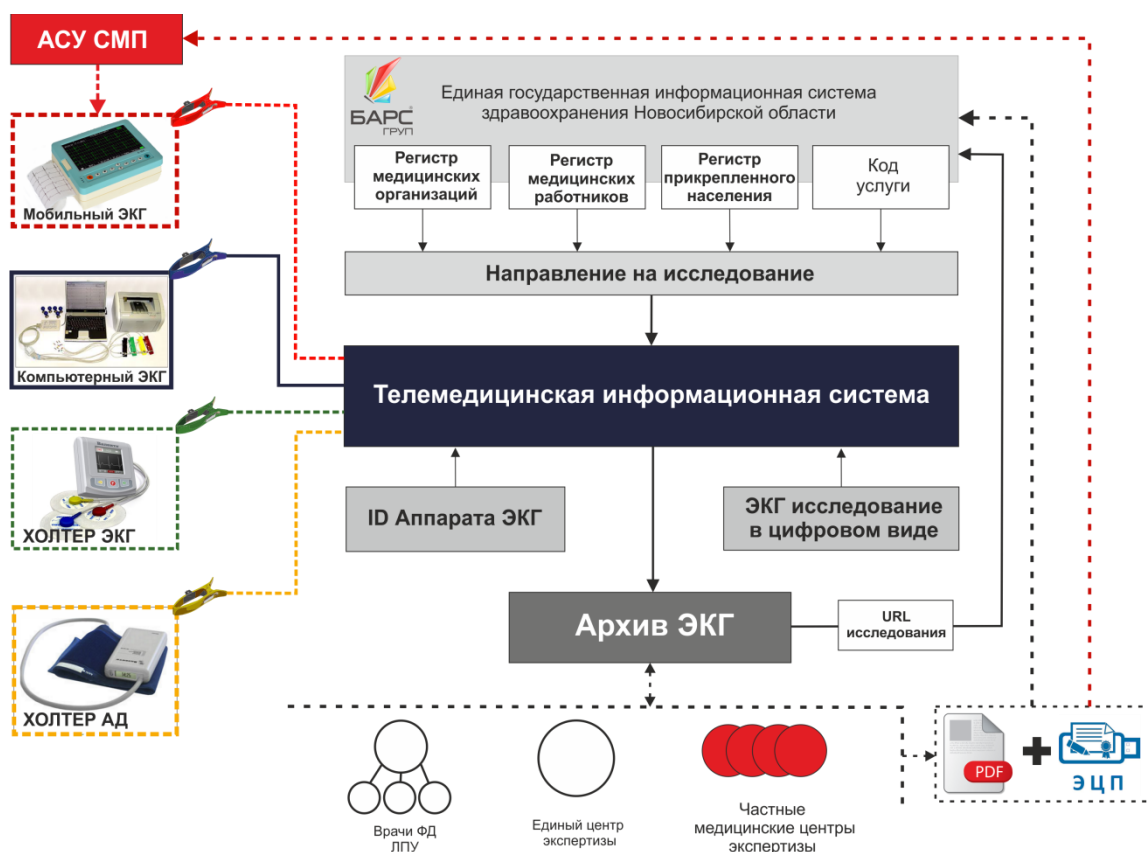 АСУ СМП
Мобильный ЭКГ
Компьютерный ЭКГ
ХОЛТЕР ЭКГ
ХОЛТЕР АД
БАРС
ГРУП
Единая государственная информационная система
здравоохранения Новосибирской области
Регистр
медицинских
организаций
Регистр
медицинских
работников
Регистр
прикрепленного
населения
Код
услуги
Направление на исследование
Телемедицинская информационная система
ID Аппарата ЭКГ
ЭКГ исследование
в цифровом виде
Архив ЭКГ
URL
исследования
Врачи ФД
ЛПУ
Единый центр
экспертизы
Частные
медицинские центры
экспертизы
PDF
ЭЦП